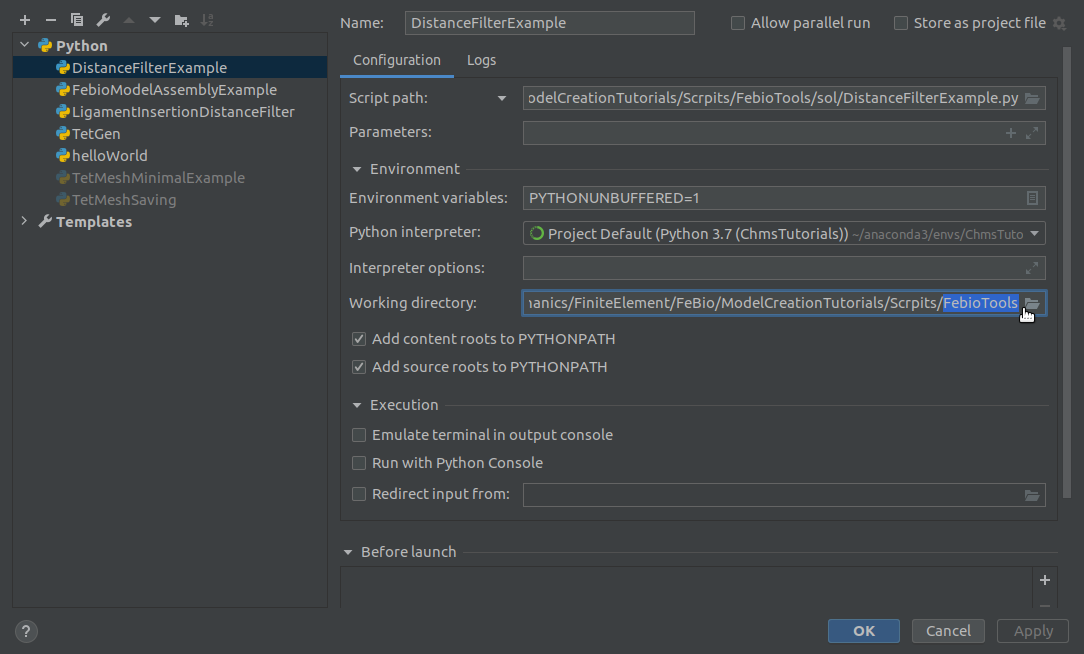 Name: DistanceFilterExample Allow parallel run Store as project file
Python
DistanceFilterExample
FebioModelAssemblyExample
LigamentInsertionDistanceFilter
TetGen
helloWorld
TetMeshMinimalExample
TetMeshSaving
Templates
Configuration Logs
Script path: odelCreationTutorials/Scrpits/FebioTools/sol/DistanceFilterExample.py
Parameters:
Environment
Environment variables: PYTHONUNBUFFERED=1
Python interpreter: Project Default (Python 3.7 (ChmsTutorials)) ~/anaconda3/envs/ChmsTuto
Interpreter options:
Working directory: nanics/FiniteElement/FeBio/ModelCreationTutorials/Scrpits/FebioTools
Add content roots to PYTHONPATH
Add source roots to PYTHONPATH
Execution
Emulate terminal in output console
Run with Python Console
Redirect input from:
Before launch
? OK Cancel Apply